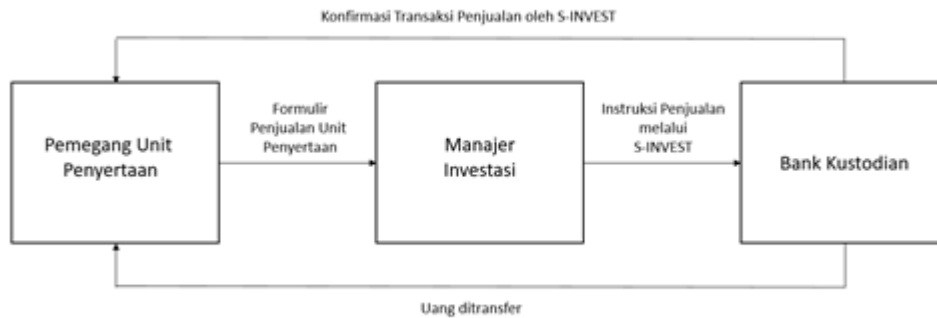 Konfirmasi Transaksi Penjualan oleh S-INVEST
Pemegang Unit
Penyertaan
Formulir
Penjualan Unit
Penyertaan
Manajer
Investasi
Instruksi Penjualan
melalui
S-INVEST
Bank Kustodian
Uang ditransfer